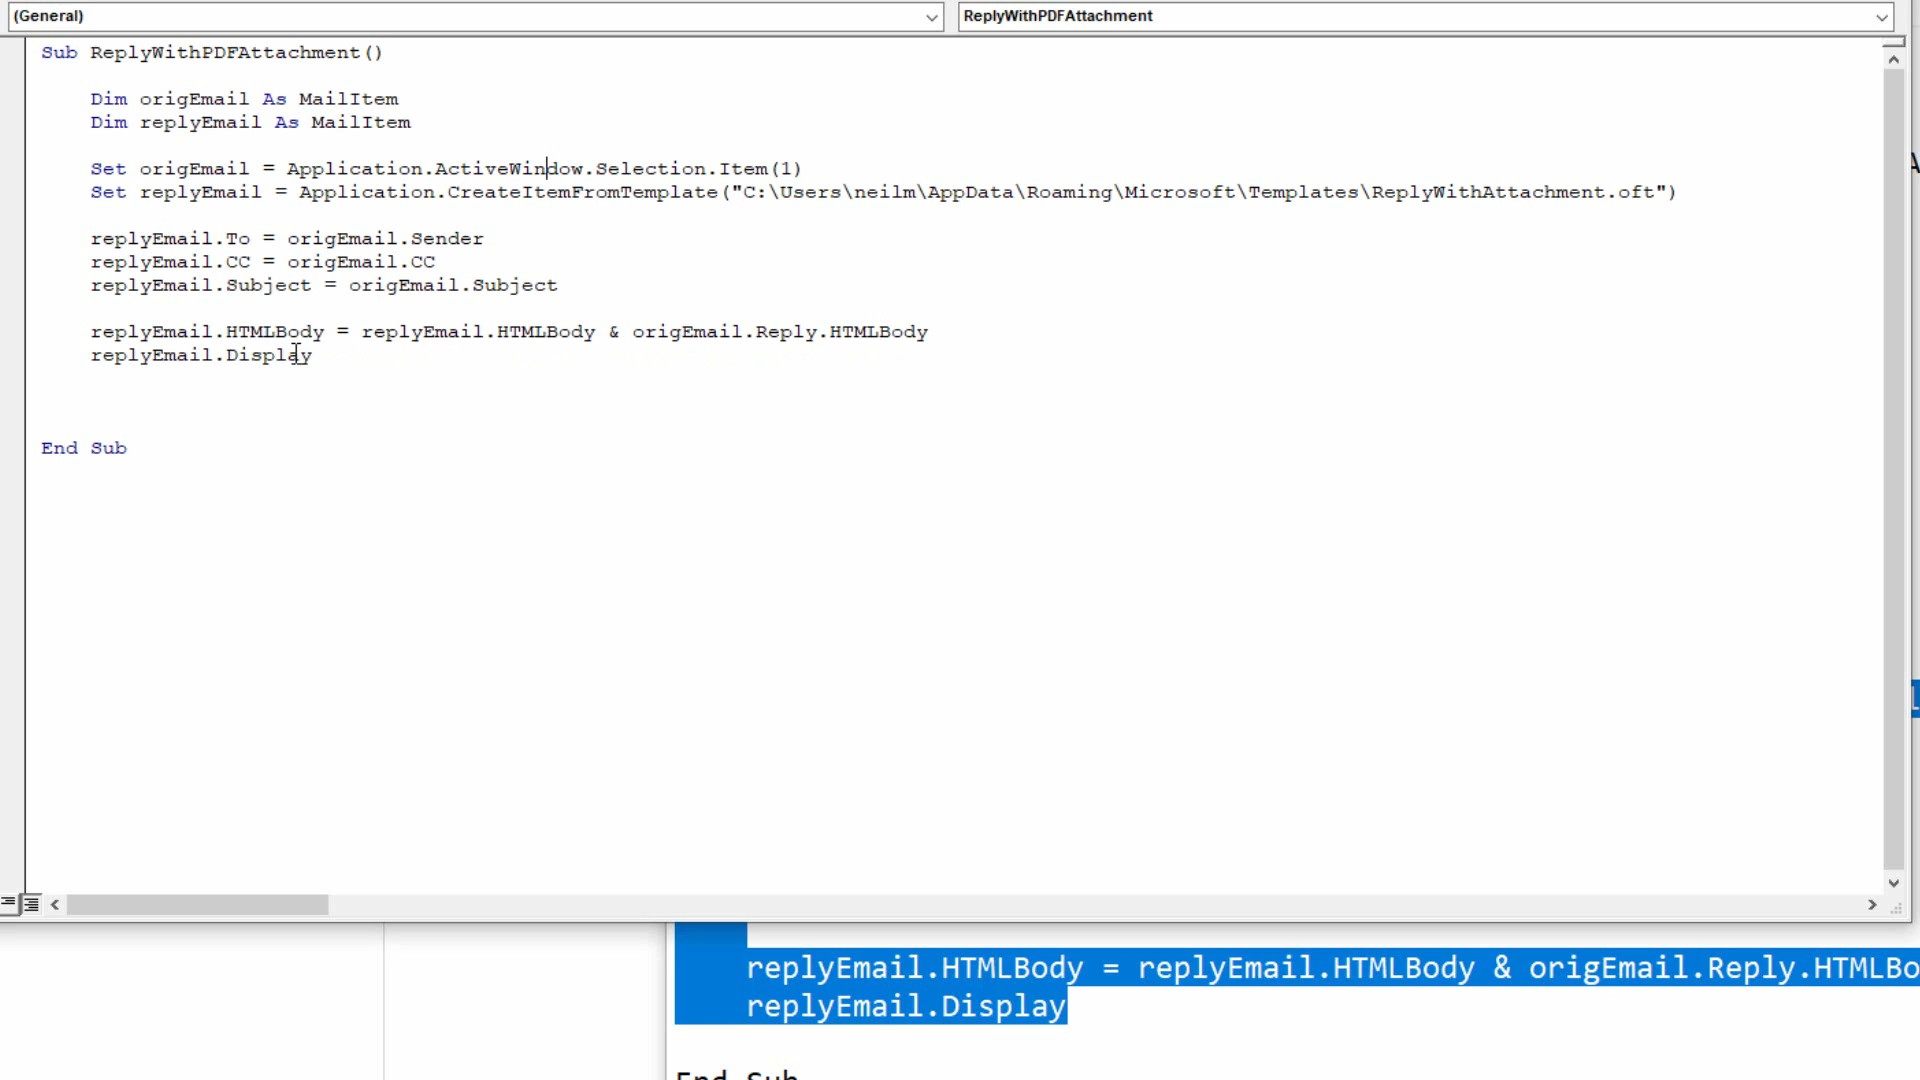 (General)
ReplyWithPDFAttachment
Sub ReplyWithPDFAttachment()
Dim origEmail As MailItem
Dim replyEmail As MailItem
Set origEmail = Application.ActiveWindow.Selection.Item(1)
Set replyEmail = Application.CreateItemFromTemplate("C:\Users\neilm\AppData\Roaming\Microsoft\Templates\ReplyWithAttachment.oft")
replyEmail.To = origEmail.Sender
replyEmail.CC = origEmail.CC
replyEmail.Subject = origEmail.Subject
replyEmail.HTMLBody = replyEmail.HTMLBody & origEmail.Reply.HTMLBody
replyEmail.Display
End Sub
replyEmail.HTMLBody = replyEmail.HTMLBody & origEmail.Reply.HTMLBo
replyEmail.Display
End Sub